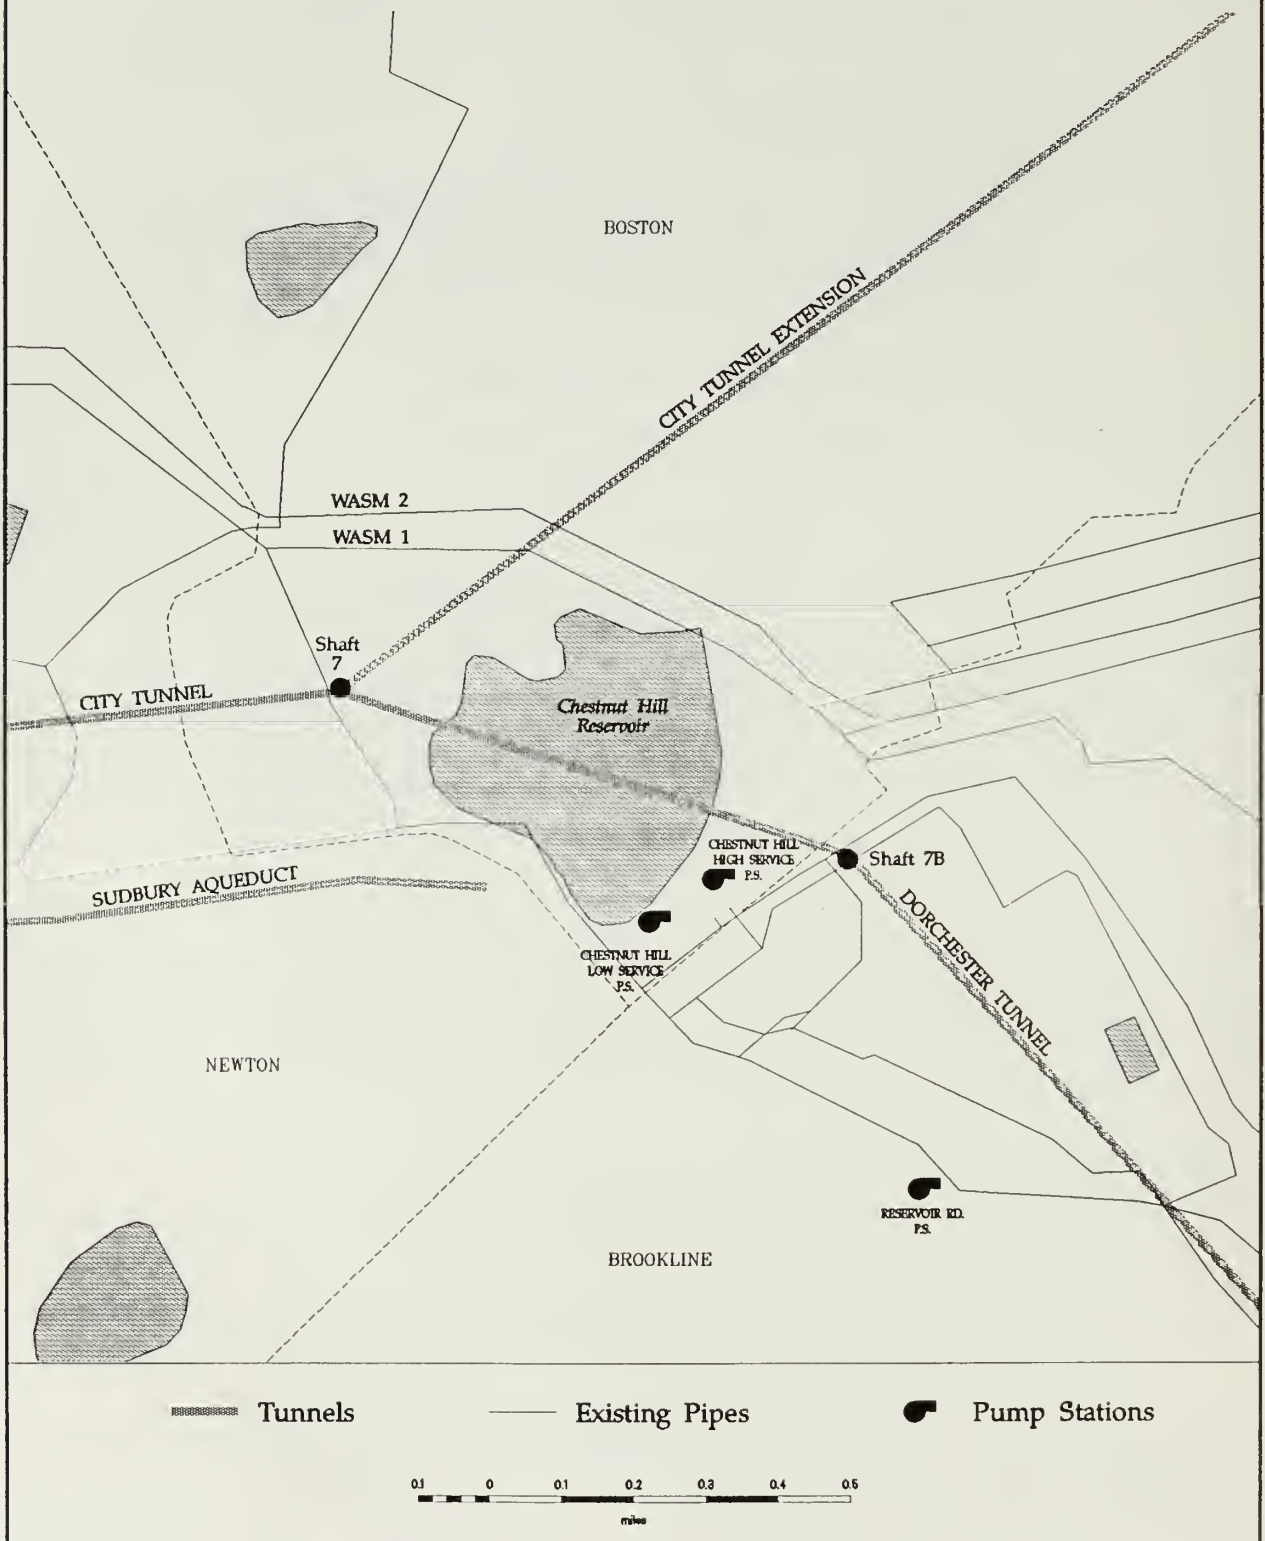 BOSTON
CITY TUNNEL EXTENSION
WASM 2
WASM 1
Shaft
7
CITY TUNNEL
Chestnut Hill
Reservoir
CHESTNUT HILL
HIGH SERVICE
P.S.
Shaft 7B
SUDBURY AQUEDUCT
DORCHESTER TUNNEL
CHESTNUT HILL
LOW SERVICE
P.S.
NEWTON
RESERVOIR RD.
P.S.
BROOKLINE
Tunnels
Existing Pipes
Pump Stations
0.1 0 0.1 0.2 0.3 0.4 0.5
miles